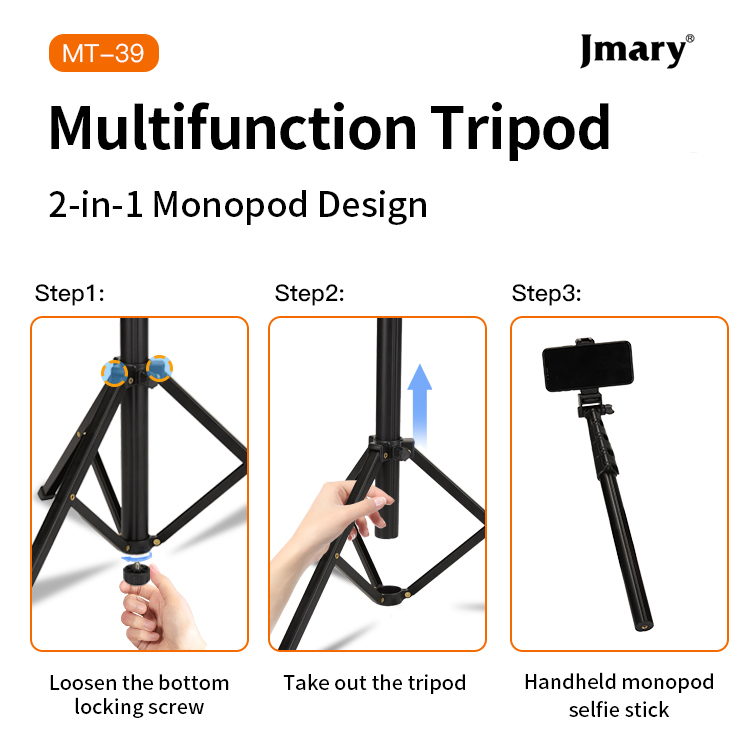 MT-39
Jmary®
Multifunction Tripod
2-in-1 Monopod Design
Step1:
Step2:
Step3:
Loosen the bottom
locking screw
Take out the tripod
Handheld monopod
selfie stick